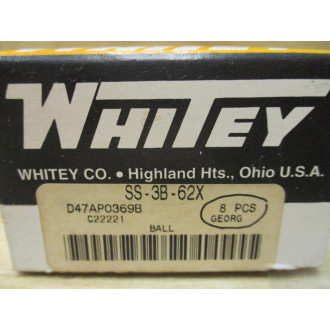 WHITEY
WHITEY CO. • Highland Hts., Ohio U.S.A.
SS-3B-62X
D47AP0369B
C22221
8 PCS
GEORG
BALL